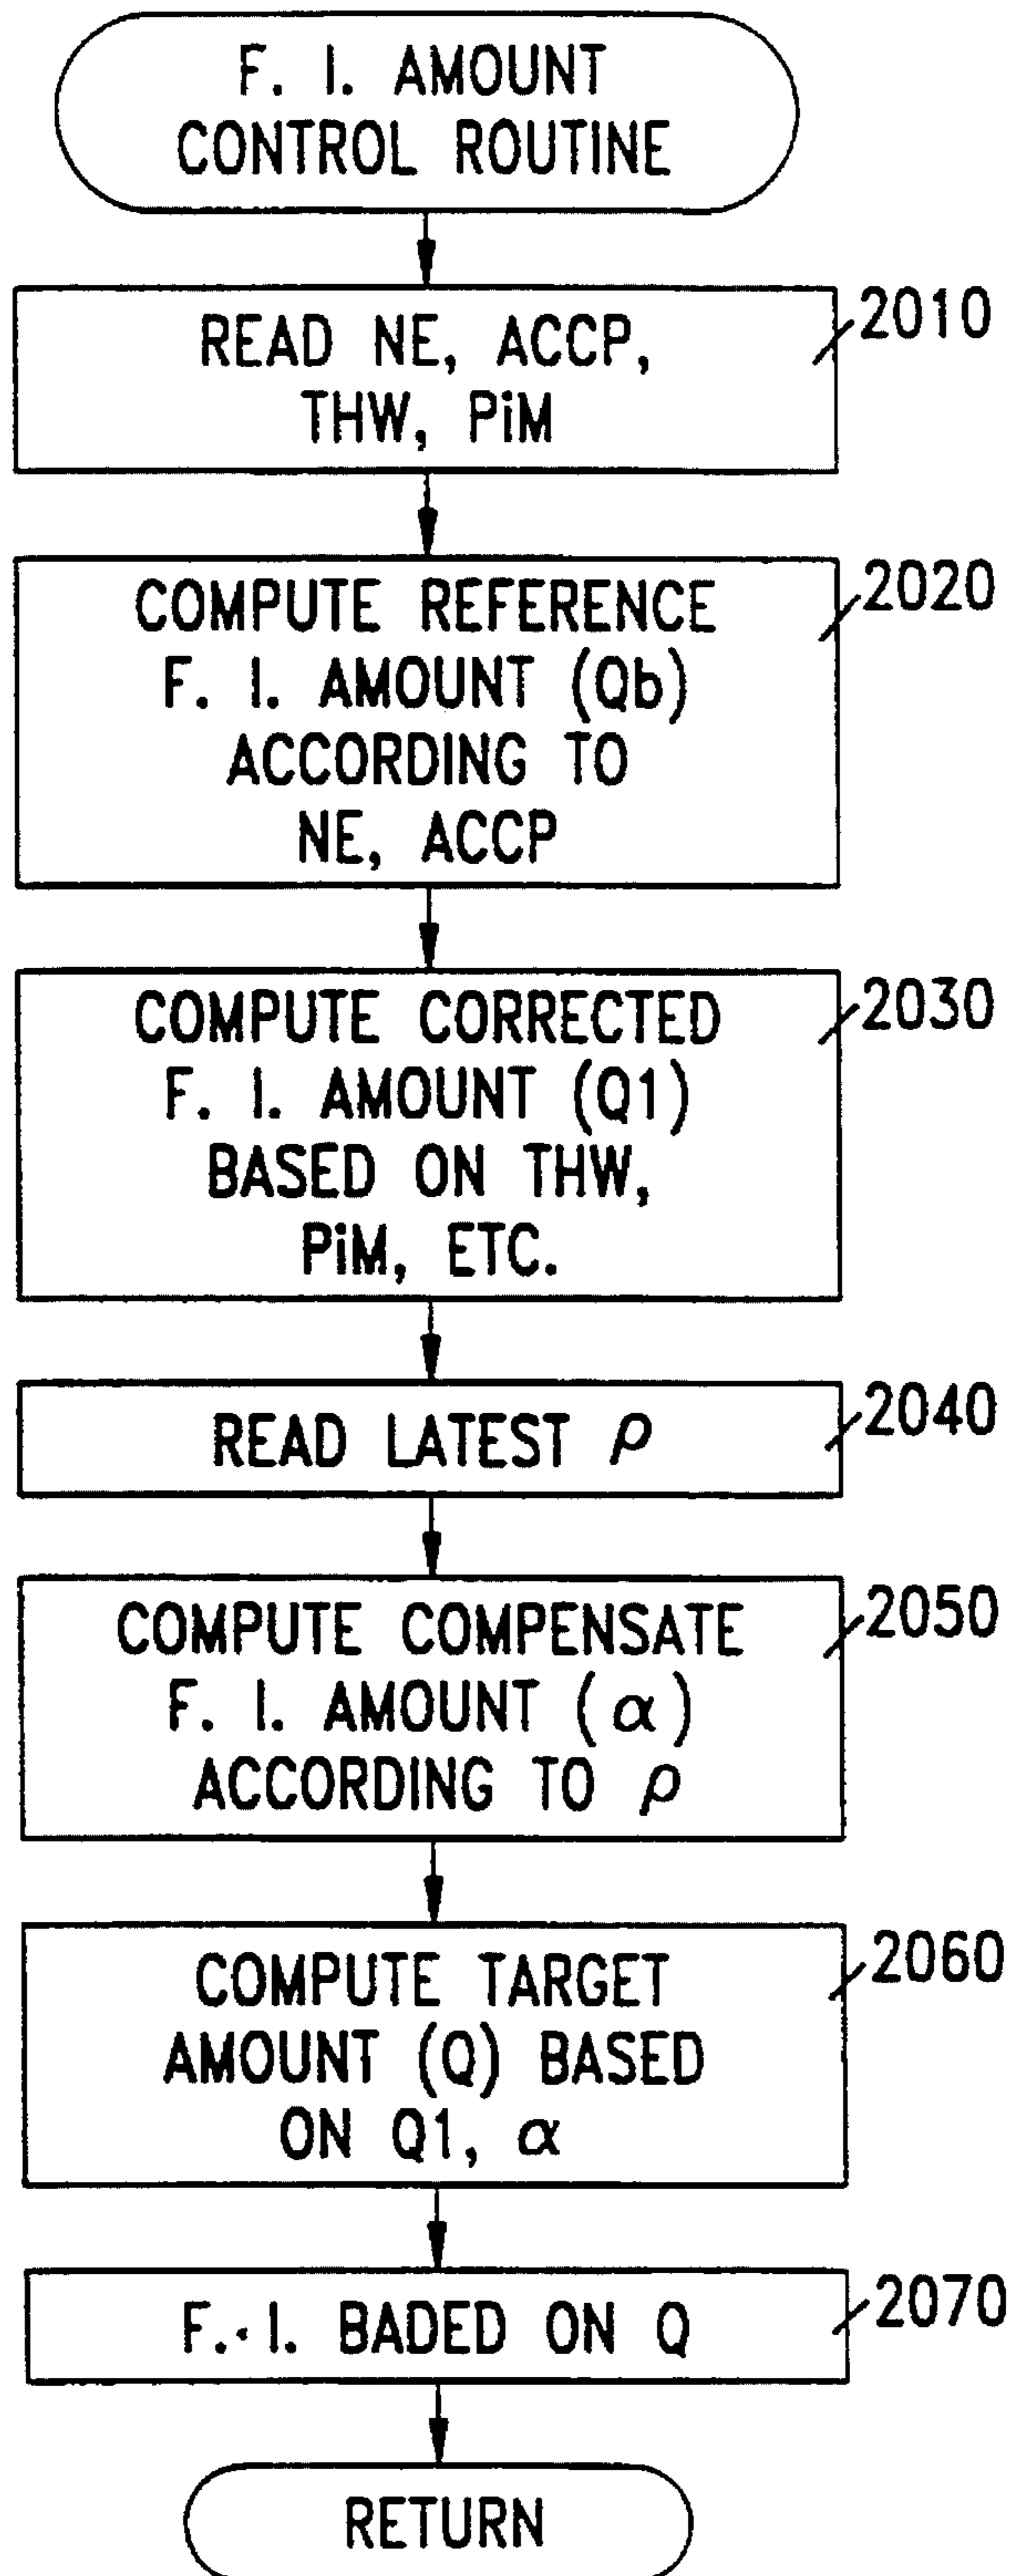 F. I. AMOUNT
CONTROL ROUTINE
READ NE, ACCP,
THW, PiM
2010
COMPUTE REFERENCE
F. I. AMOUNT (Qb)
ACCORDING TO
NE, ACCP
2020
COMPUTE CORRECTED
F. I. AMOUNT (Q1)
BASED ON THW,
PiM, ETC.
2030
READ LATEST ρ
2040
COMPUTE COMPENSATE
F. I. AMOUNT (α)
ACCORDING TO ρ
2050
COMPUTE TARGET
AMOUNT (Q) BASED
ON Q1, α
2060
F. I. BADED ON Q
2070
RETURN